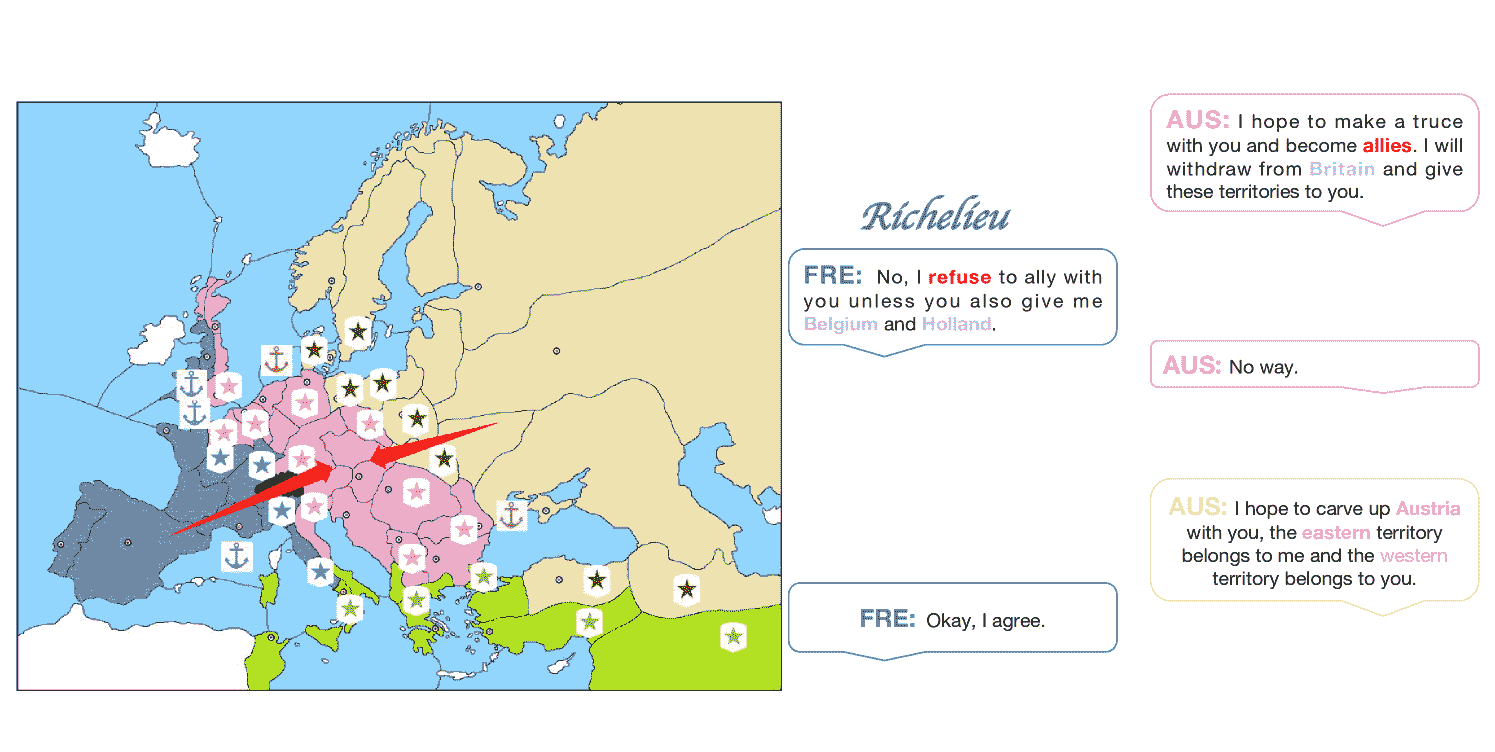 Richelieu
AUS: I hope to make a truce
with you and become allies. I will
withdraw from Britain and give
these territories to you.
FRE: No, I refuse to ally with
you unless you also give me
Belgium and Holland.
AUS: No way.
AUS: I hope to carve up Austria
with you, the eastern territory
belongs to me and the western
territory belongs to you.
FRE: Okay, I agree.